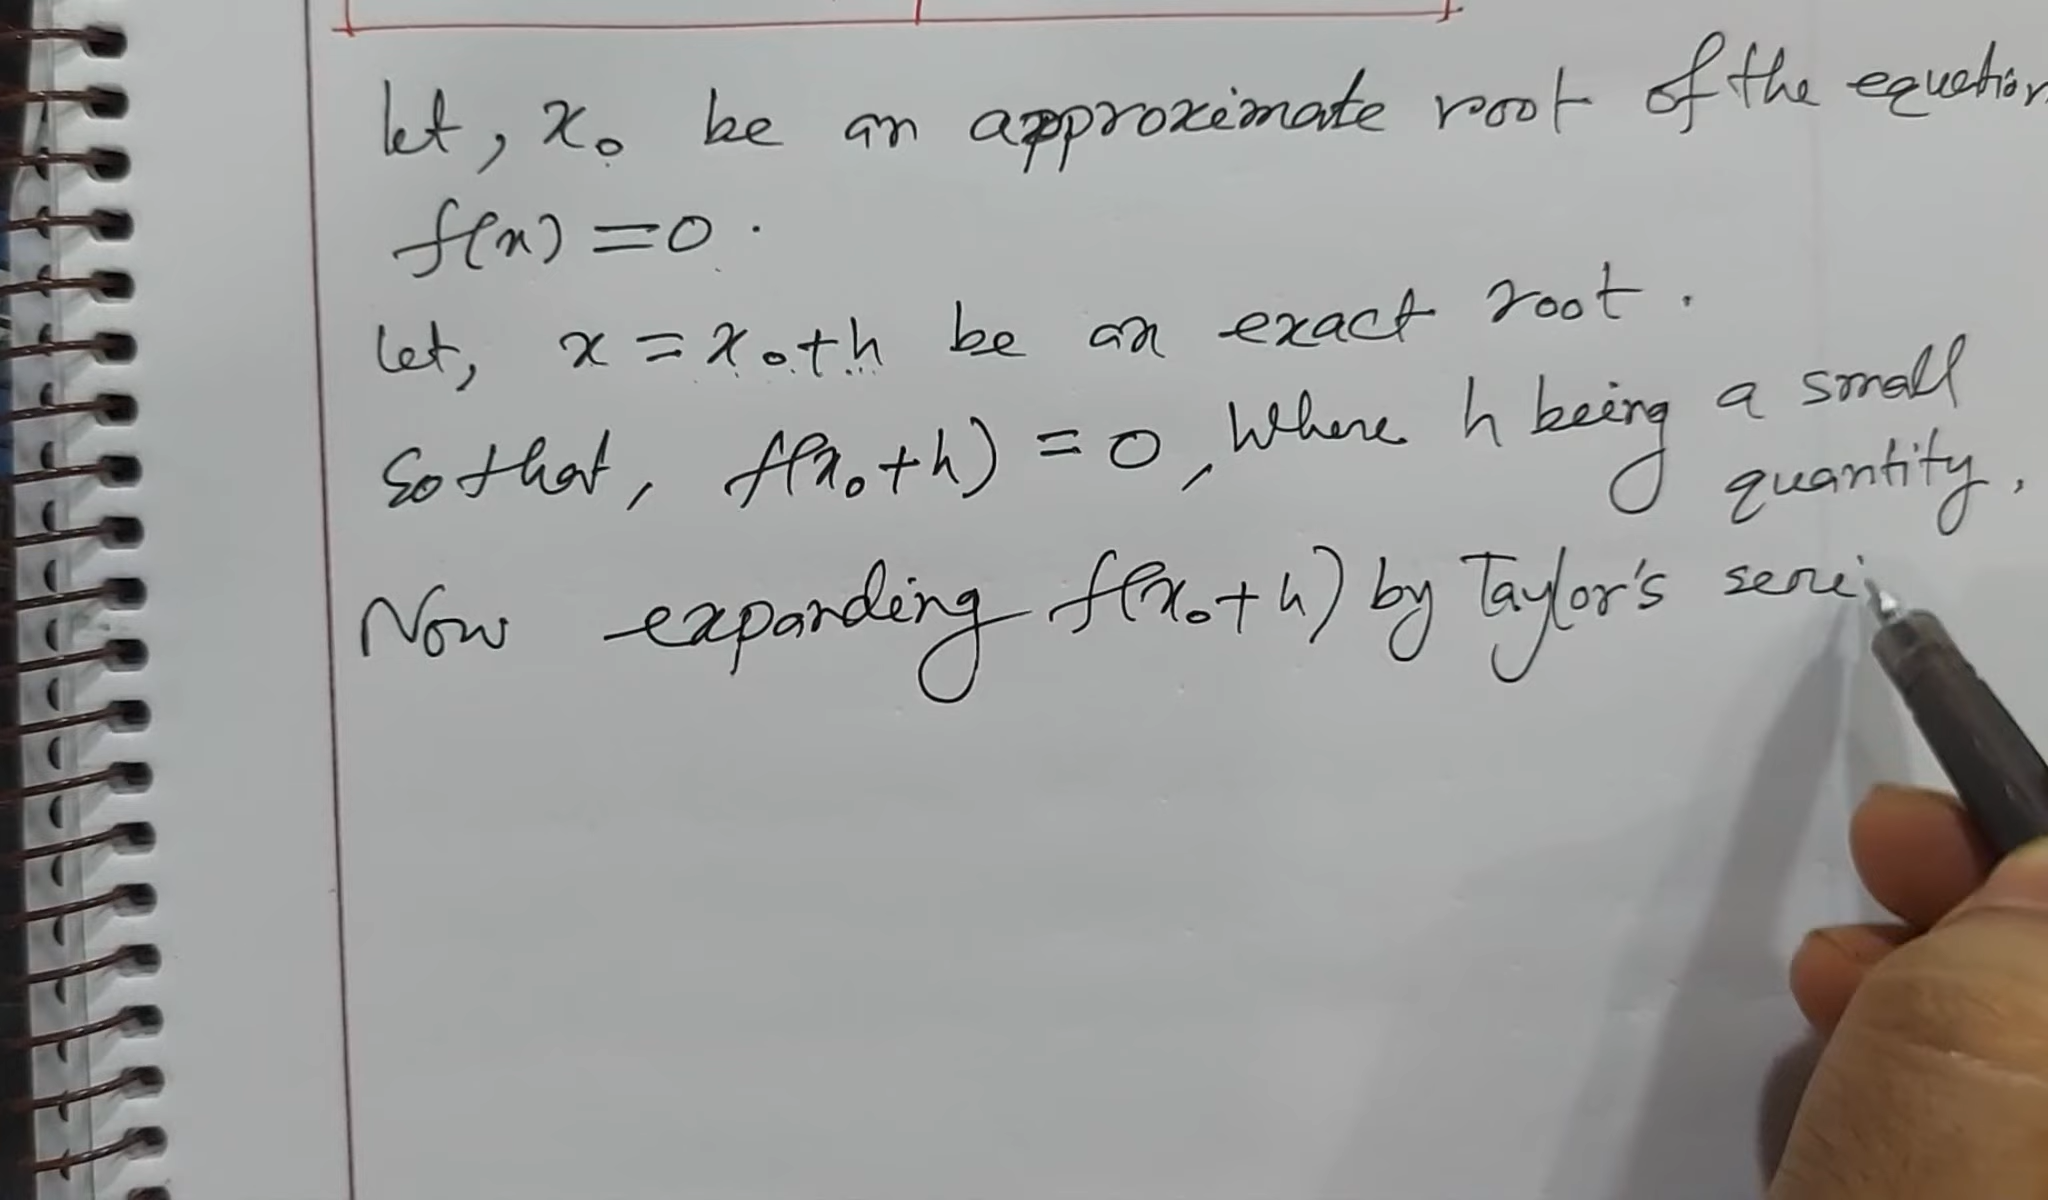 let, x₀ be an approximate root of the equation
f(x) = 0.
Let, x = x₀+h be an exact root.
So that, f(x₀+h) = 0, Where h being a small
quantity,
Now expanding f(x₀+h) by Taylor's seri